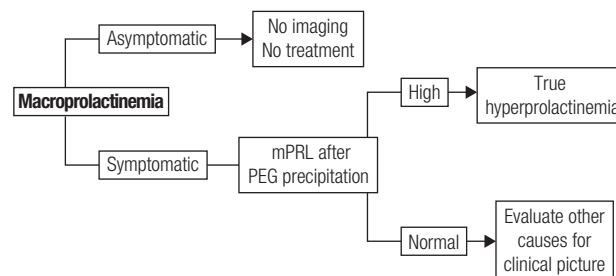 Asymptomatic
No imaging
No treatment
Macroprolactinemia
Symptomatic
mPRL after
PEG precipitation
High
True
hyperprolactinemia
Normal
Evaluate other
causes for
clinical picture